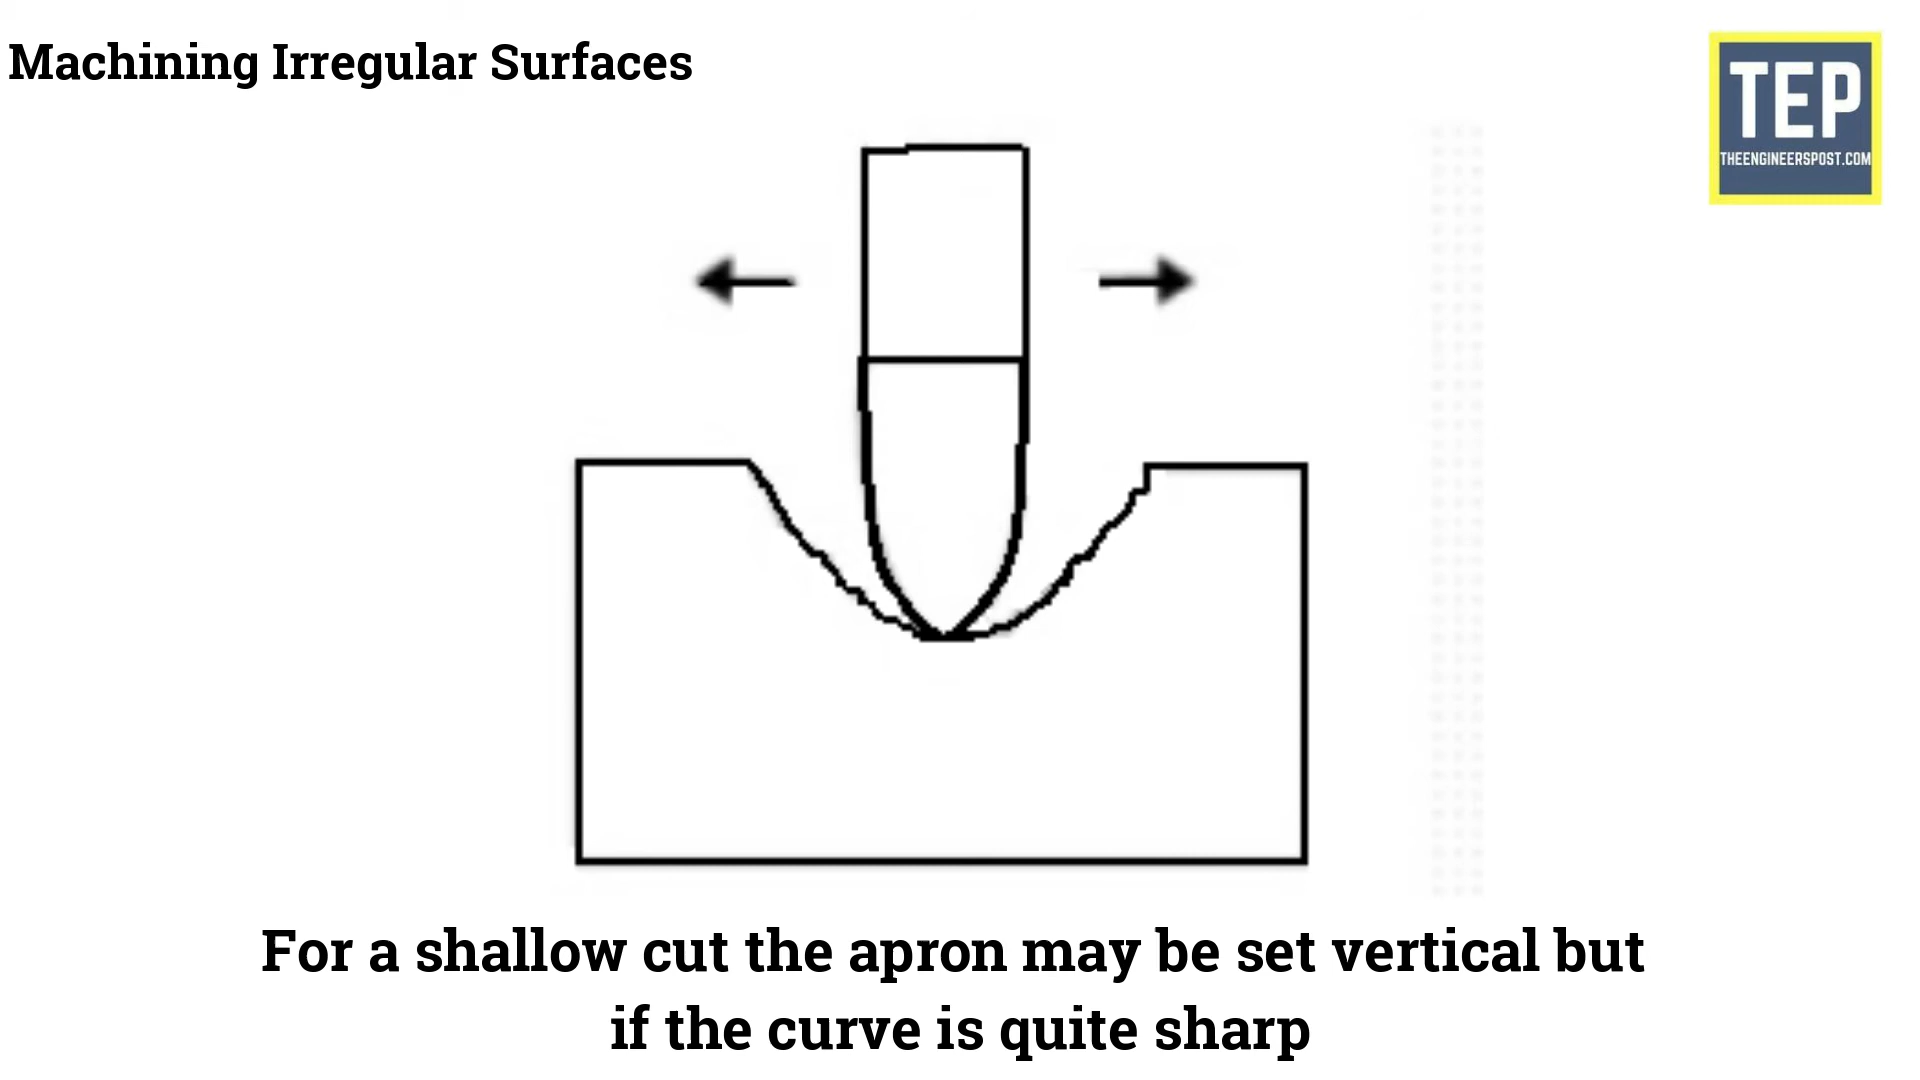 Machining Irregular Surfaces
TEP
THEENGINEERSPOST.COM
For a shallow cut the apron may be set vertical but
if the curve is quite sharp